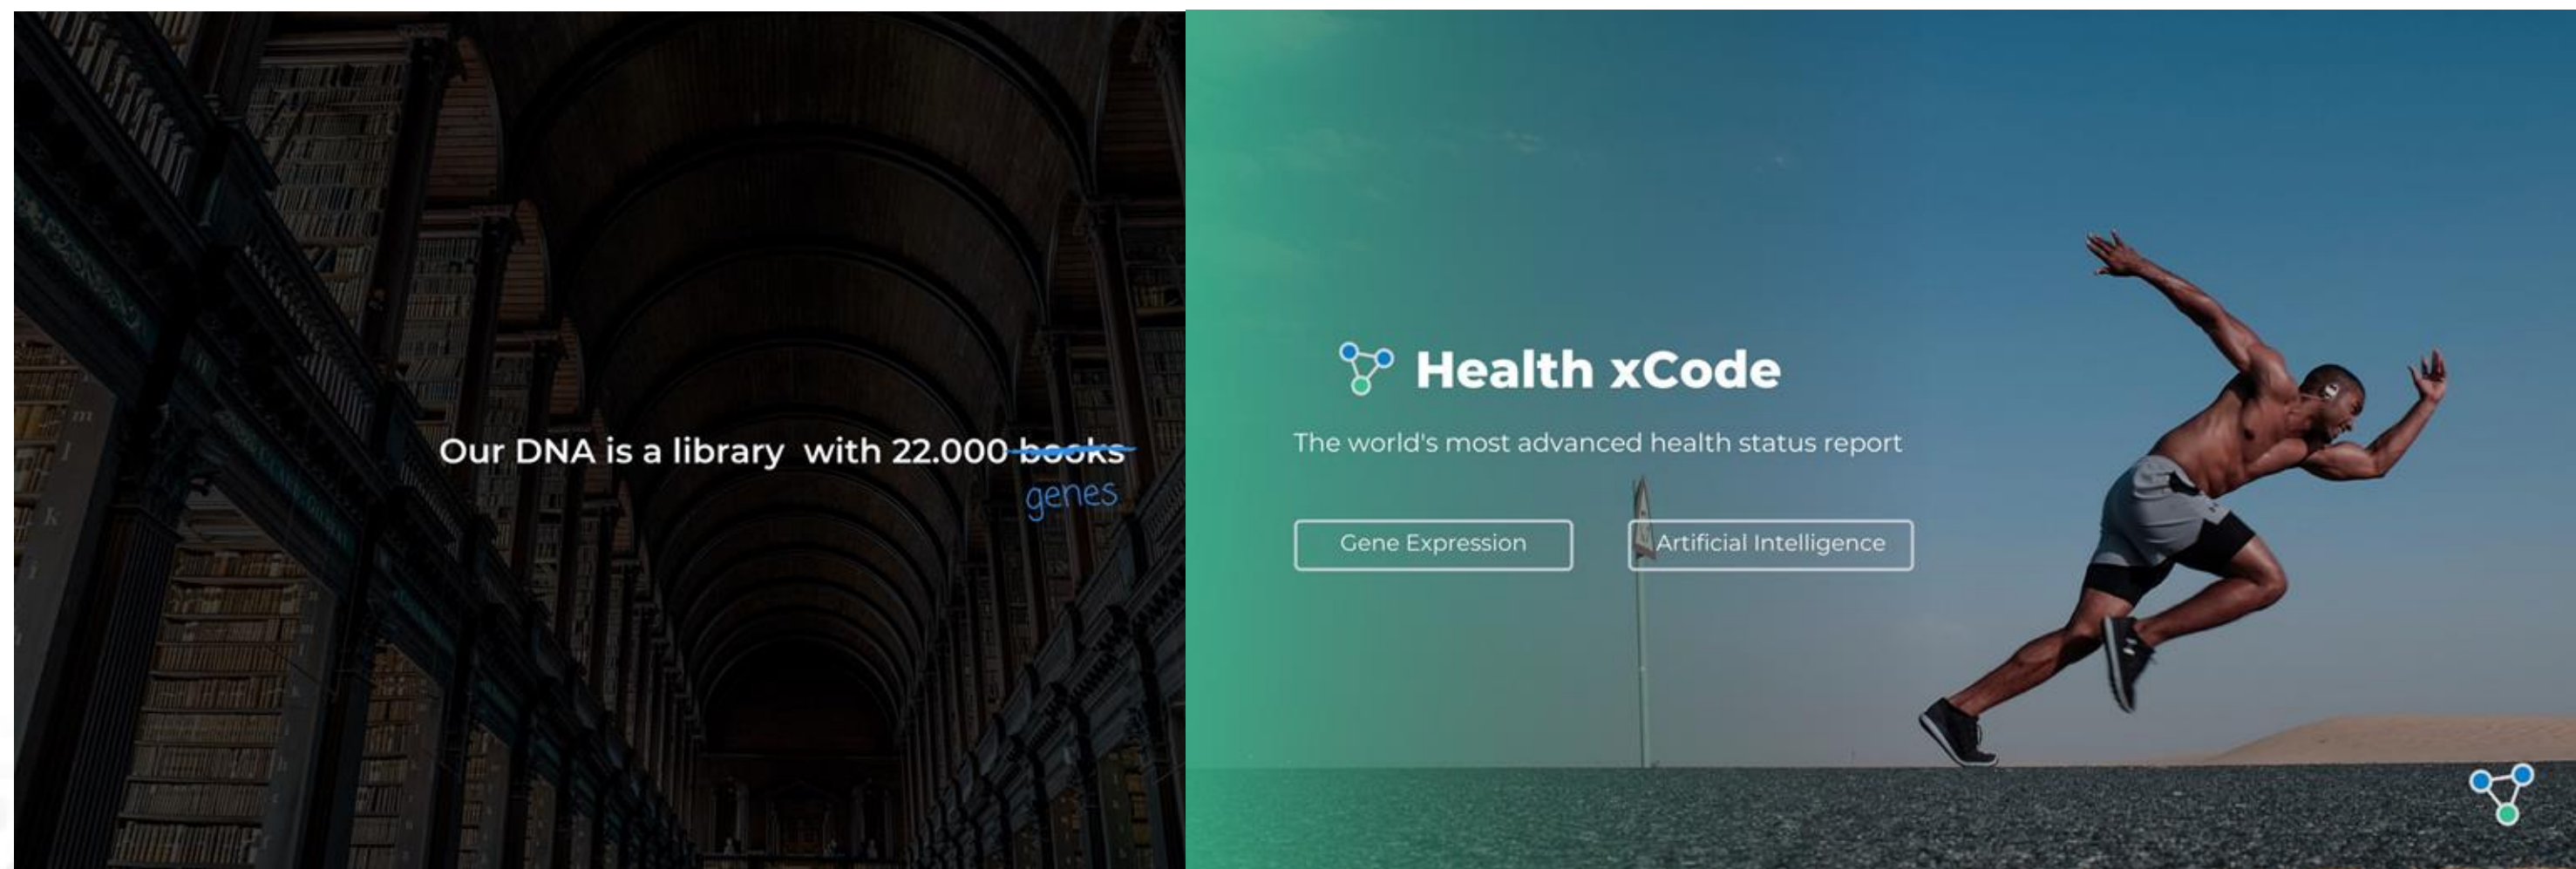 Our DNA is a library with 22.000 books
genes
Health xCode
The world's most advanced health status report
Gene Expression
Artificial Intelligence